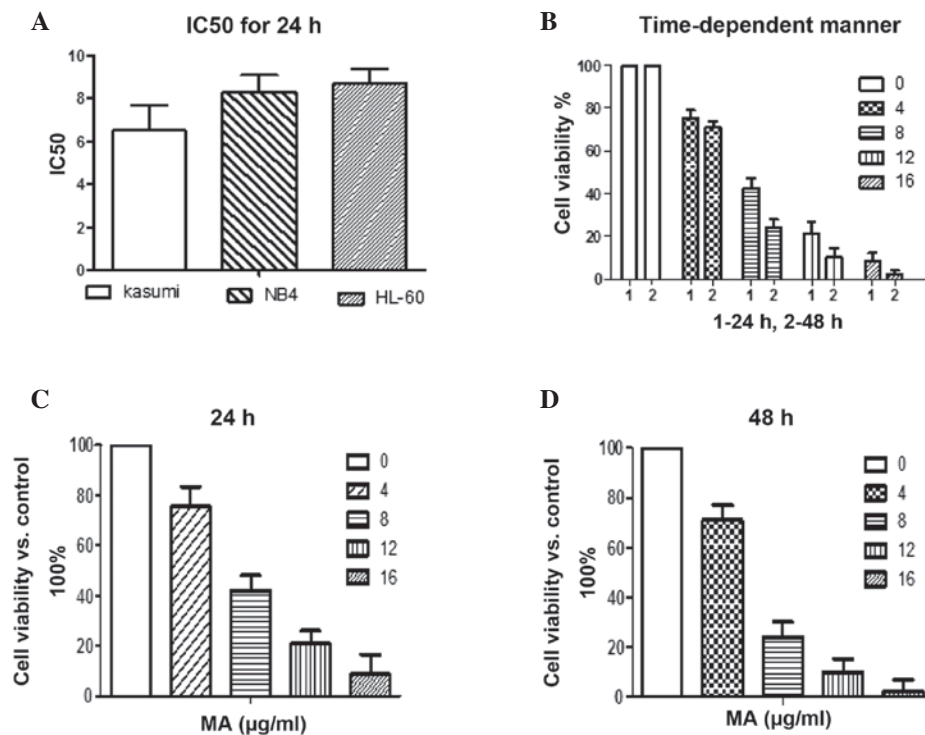 A
IC50 for 24 h
IC50
10
8
6
4
2
0
kasumi
NB4
HL-60
B
Time-dependent manner
Cell viability %
100
80
60
40
20
0
0
4
8
12
16
1 2 1 2 1 2 1 2 1 2
1-24 h, 2-48 h
C
24 h
Cell viability vs. control
100%
100
80
60
40
20
0
0
4
8
12
16
MA (µg/ml)
D
48 h
Cell viability vs. control
100%
100
80
60
40
20
0
0
4
8
12
16
MA (µg/ml)